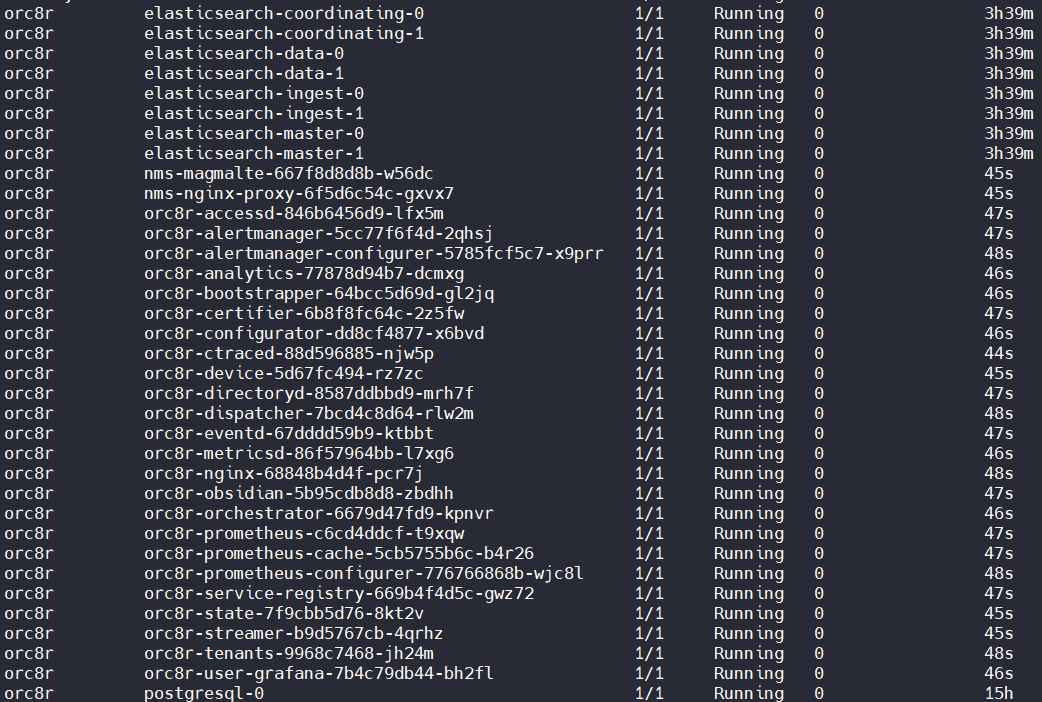 orc8r elasticsearch-coordinating-0 1/1 Running 0 3h39m
orc8r elasticsearch-coordinating-1 1/1 Running 0 3h39m
orc8r elasticsearch-data-0 1/1 Running 0 3h39m
orc8r elasticsearch-data-1 1/1 Running 0 3h39m
orc8r elasticsearch-ingest-0 1/1 Running 0 3h39m
orc8r elasticsearch-ingest-1 1/1 Running 0 3h39m
orc8r elasticsearch-master-0 1/1 Running 0 3h39m
orc8r elasticsearch-master-1 1/1 Running 0 3h39m
orc8r nms-magmalte-667f8d8d8b-w56dc 1/1 Running 0 45s
orc8r nms-nginx-proxy-6f5d6c54c-gxvx7 1/1 Running 0 45s
orc8r orc8r-accessd-846b6456d9-lfx5m 1/1 Running 0 47s
orc8r orc8r-alertmanager-5cc77f6f4d-2qhsj 1/1 Running 0 47s
orc8r orc8r-alertmanager-configurer-5785fcf5c7-x9prr 1/1 Running 0 48s
orc8r orc8r-analytics-77878d94b7-dcmxg 1/1 Running 0 46s
orc8r orc8r-bootstrapper-64bcc5d69d-gl2jq 1/1 Running 0 46s
orc8r orc8r-certifier-6b8f8fc64c-2z5fw 1/1 Running 0 47s
orc8r orc8r-configurator-dd8cf4877-x6bvd 1/1 Running 0 46s
orc8r orc8r-ctraced-88d596885-njw5p 1/1 Running 0 44s
orc8r orc8r-device-5d67fc494-rz7zc 1/1 Running 0 45s
orc8r orc8r-directoryd-8587ddbbd9-mrh7f 1/1 Running 0 47s
orc8r orc8r-dispatcher-7bcd4c8d64-rlw2m 1/1 Running 0 48s
orc8r orc8r-eventd-67dddd59b9-ktbbt 1/1 Running 0 47s
orc8r orc8r-metricsd-86f57964bb-l7xg6 1/1 Running 0 46s
orc8r orc8r-nginx-68848b4d4f-pcr7j 1/1 Running 0 48s
orc8r orc8r-obsidian-5b95cdb8d8-zbdhh 1/1 Running 0 47s
orc8r orc8r-orchestrator-6679d47fd9-kpnvr 1/1 Running 0 46s
orc8r orc8r-prometheus-c6cd4ddcf-t9xqw 1/1 Running 0 47s
orc8r orc8r-prometheus-cache-5cb5755b6c-b4r26 1/1 Running 0 47s
orc8r orc8r-prometheus-configurer-776766868b-wjc8l 1/1 Running 0 48s
orc8r orc8r-service-registry-669b4f4d5c-gwz72 1/1 Running 0 47s
orc8r orc8r-state-7f9cbb5d76-8kt2v 1/1 Running 0 45s
orc8r orc8r-streamer-b9d5767cb-4qrhz 1/1 Running 0 45s
orc8r orc8r-tenants-9968c7468-jh24m 1/1 Running 0 48s
orc8r orc8r-user-grafana-7b4c79db44-bh2fl 1/1 Running 0 46s
orc8r postgresql-0 1/1 Running 0 15h